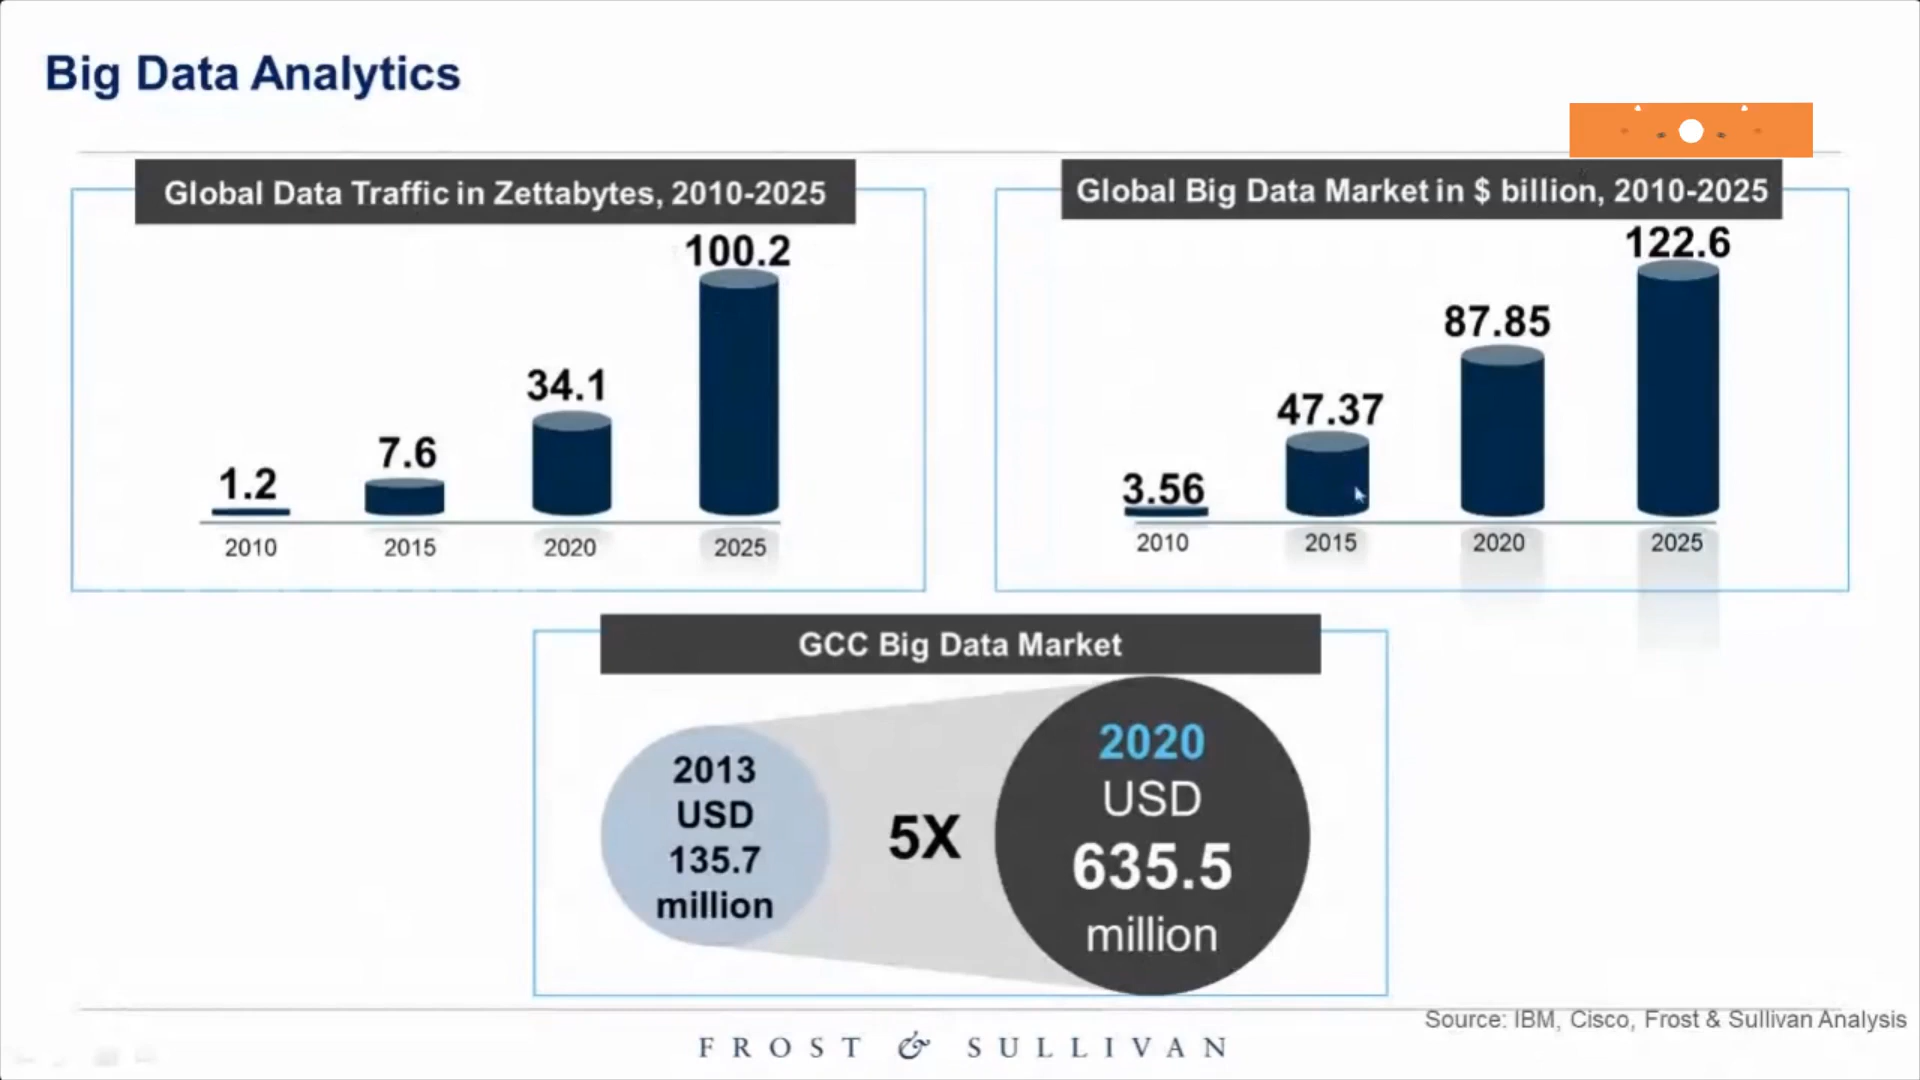 Big Data Analytics
Global Data Traffic in Zettabytes, 2010-2025
100.2
34.1
7.6
1.2
2010 2015 2020 2025
Global Big Data Market in $ billion, 2010-2025
122.6
87.85
47.37
3.56
2010 2015 2020 2025
GCC Big Data Market
2013
USD
135.7
million
5X
2020
USD
635.5
million
Source: IBM, Cisco, Frost & Sullivan Analysis
FROST & SULLIVAN